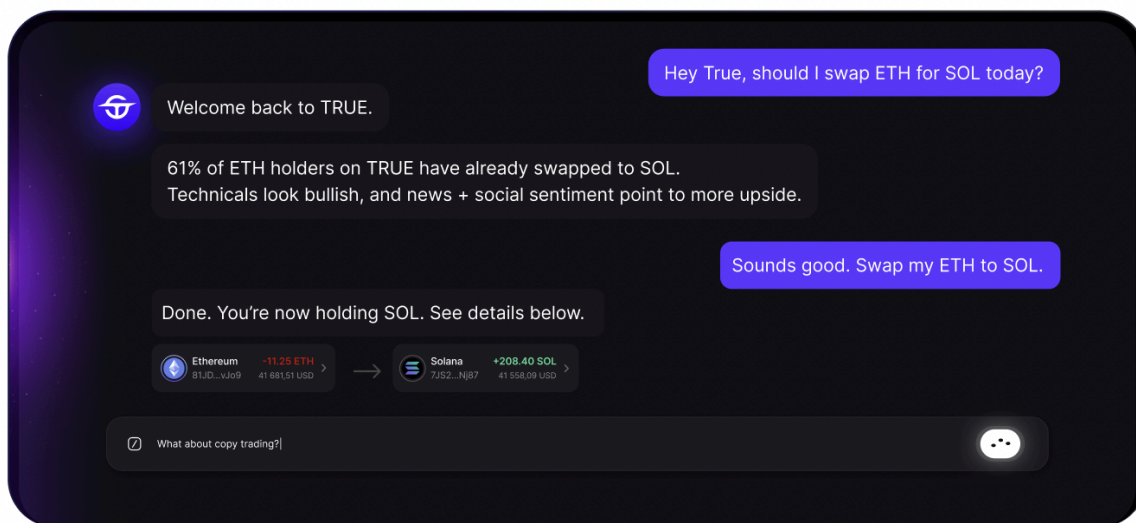 Hey True, should I swap ETH for SOL today?
Welcome back to TRUE.
61% of ETH holders on TRUE have already swapped to SOL.
Technicals look bullish, and news + social sentiment point to more upside.
Sounds good. Swap my ETH to SOL.
Done. You’re now holding SOL. See details below.
Ethereum -11.25 ETH
81JD...vJo9 41 681,51 USD
Solana +208.40 SOL
7JS2...Nj87 41 558,09 USD
What about copy trading?